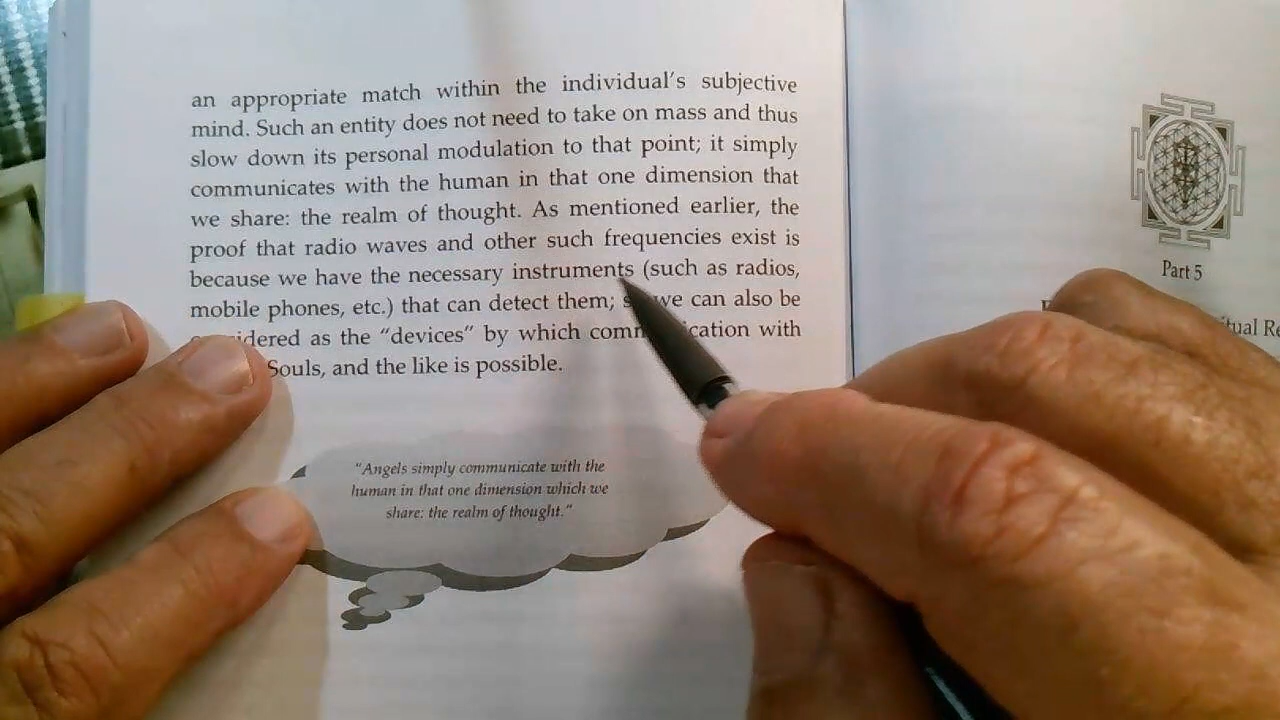 an appropriate match within the individual's subjective
mind. Such an entity does not need to take on mass and thus
slow down its personal modulation to that point; it simply
communicates with the human in that one dimension that
we share: the realm of thought. As mentioned earlier, the
proof that radio waves and other such frequencies exist is
because we have the necessary instruments (such as radios,
mobile phones, etc.) that can detect them; we can also be
as the "devices" by which with
Souls, and the like is possible.
"Angels simply communicate with the
human in that one dimension which we
share: the realm of thought."
Part 5